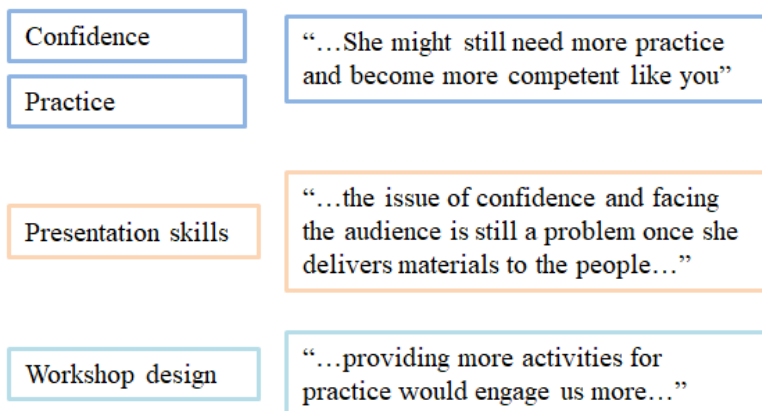 Confidence
Practice
“…She might still need more practice
and become more competent like you”
Presentation skills
“…the issue of confidence and facing
the audience is still a problem once she
delivers materials to the people…”
Workshop design
“…providing more activities for
practice would engage us more…”